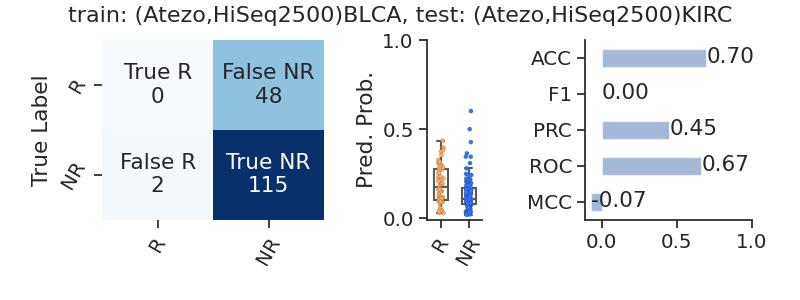 train: (Atezo,HiSeq2500)BLCA, test: (Atezo,HiSeq2500)KIRC
True Label
R
NR
True R
0
False NR
48
False R
2
True NR
115
R
NR
Pred. Prob.
1.0
0.5
0.0
R
NR
ACC
0.70
F1
0.00
PRC
0.45
ROC
0.67
MCC
-0.07
0.0
0.5
1.0